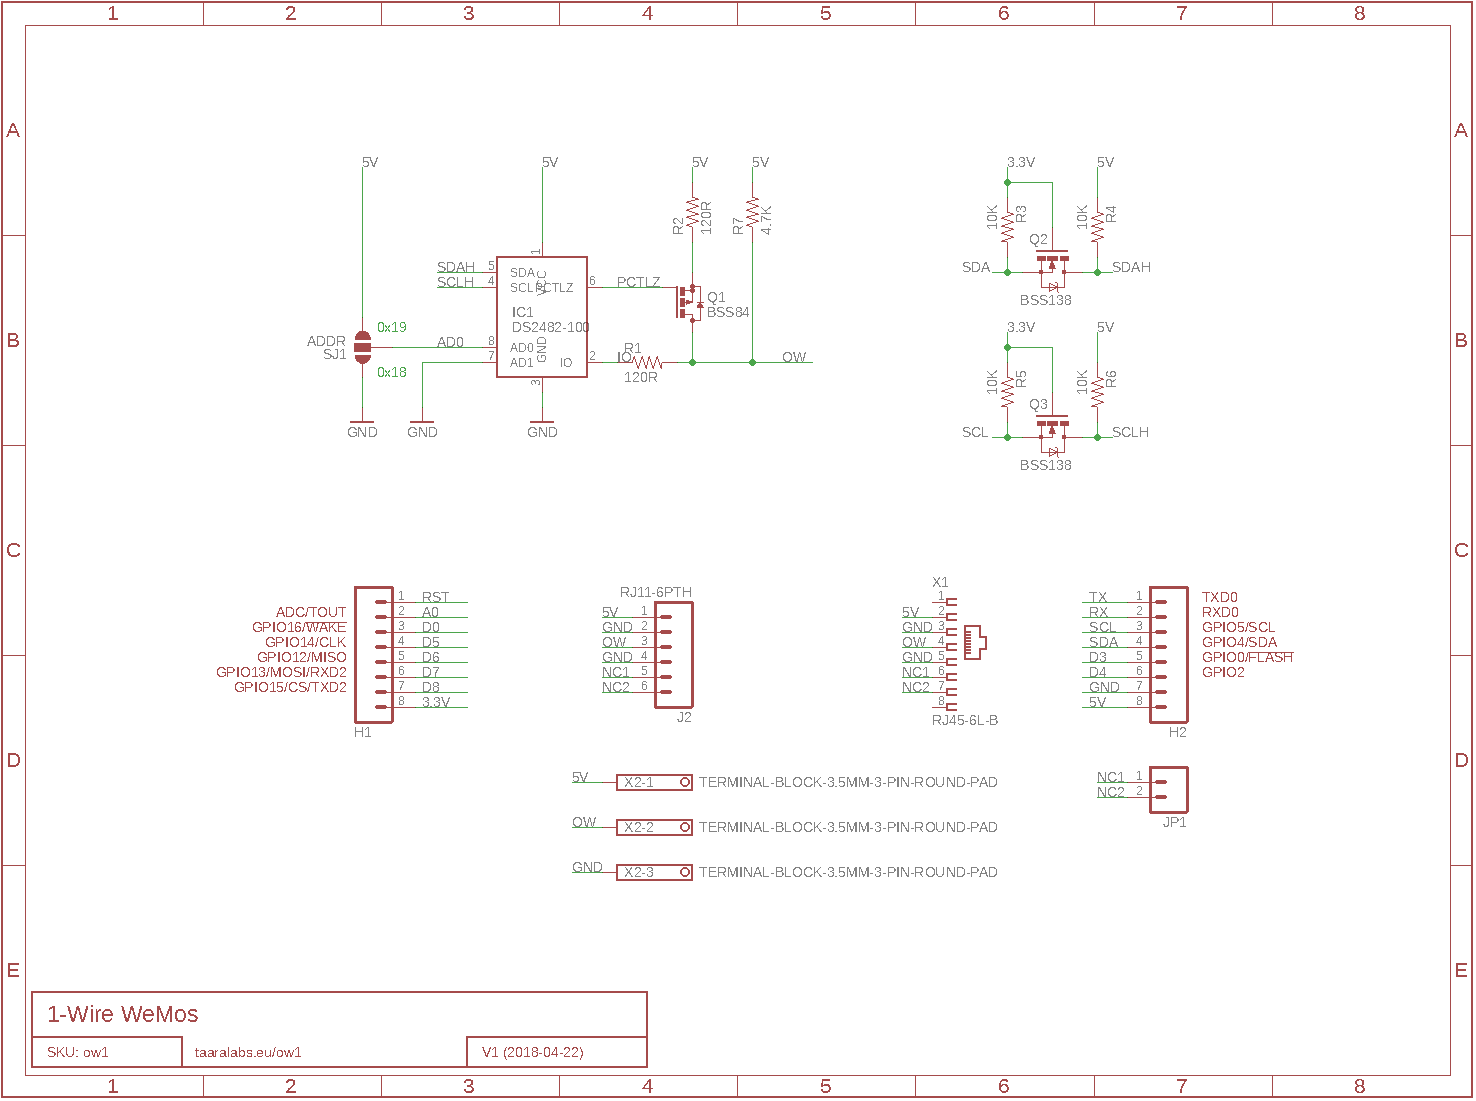 1 2 3 4 5 6 7 8
A A
5V 5V 5V 5V 3.3V 5V
R2 120R R7 4.7K 10K R3 10K R4
Q2
SDA SDAH
BSS138
1
SDAH 5 SDA VCC
SCLH 4 SCL PCTLZ 6 PCTLZ
IC1
DS2482-100
Q1
BSS84
0x19
ADDR
SJ1
0x18
AD0 8 AD0 GND
7 AD1 IO 2 IO
R1
120R
OW
3
GND GND GND
B B
3.3V 5V
10K R5 10K R6
Q3
SCL SCLH
BSS138
C C
1 RST
ADC/TOUT 2 A0
GPIO16/WAKE 3 D0
GPIO14/CLK 4 D5
GPIO12/MISO 5 D6
GPIO13/MOSI/RXD2 6 D7
GPIO15/CS/TXD2 7 D8
8 3.3V
H1
RJ11-6PTH
5V 1
GND 2
OW 3
GND 4
NC1 5
NC2 6
J2
X1
1
5V 2
GND 3
OW 4
GND 5
NC1 6
NC2 7
8
RJ45-6L-B
TX 1 TXD0
RX 2 RXD0
SCL 3 GPIO5/SCL
SDA 4 GPIO4/SDA
D3 5 GPIO0/FLASH
D4 6 GPIO2
GND 7
5V 8
H2
D D
5V X2-1 TERMINAL-BLOCK-3.5MM-3-PIN-ROUND-PAD
OW X2-2 TERMINAL-BLOCK-3.5MM-3-PIN-ROUND-PAD
GND X2-3 TERMINAL-BLOCK-3.5MM-3-PIN-ROUND-PAD
NC1 1
NC2 2
JP1
E E
1-Wire WeMos
SKU: ow1 taaralabs.eu/ow1 V1 (2018-04-22)
1 2 3 4 5 6 7 8